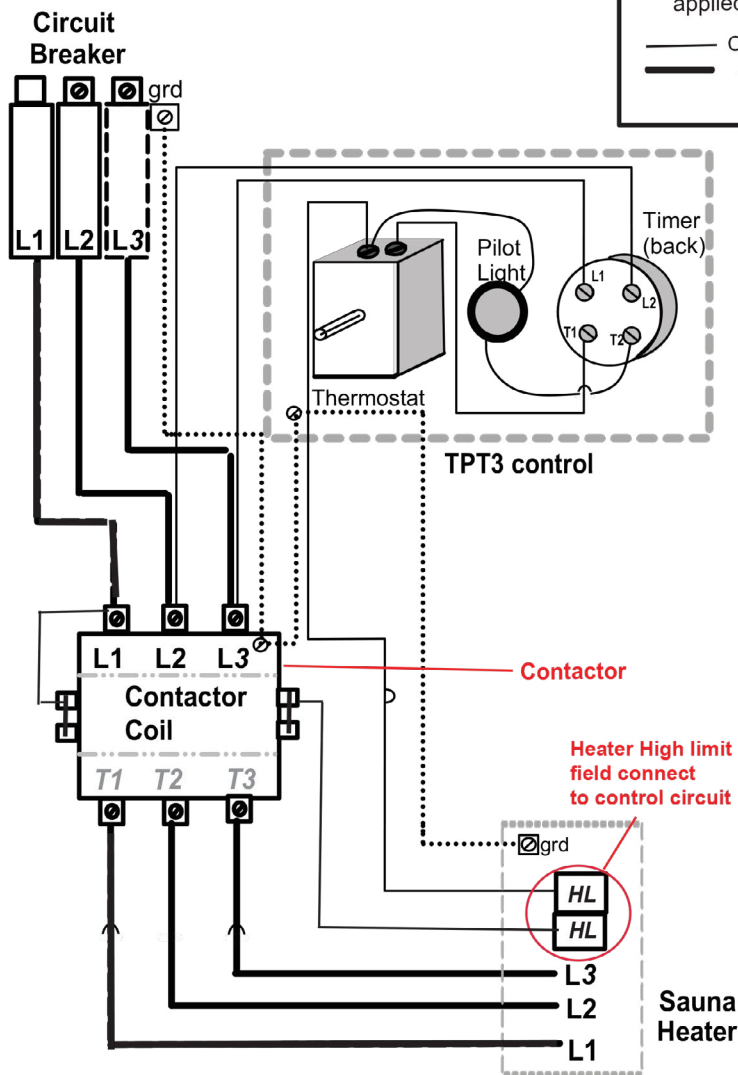 applied
C
Circuit
Breaker
grd
L1
L2
L3
Timer
(back)
Pilot
Light
L1
L2
T1
T2
Thermostat
TPT3 control
L1
L2
L3
Contactor
Contactor
Coil
T1
T2
T3
Heater High limit
field connect
to control circuit
grd
HL
HL
L3
L2
L1
Sauna
Heater